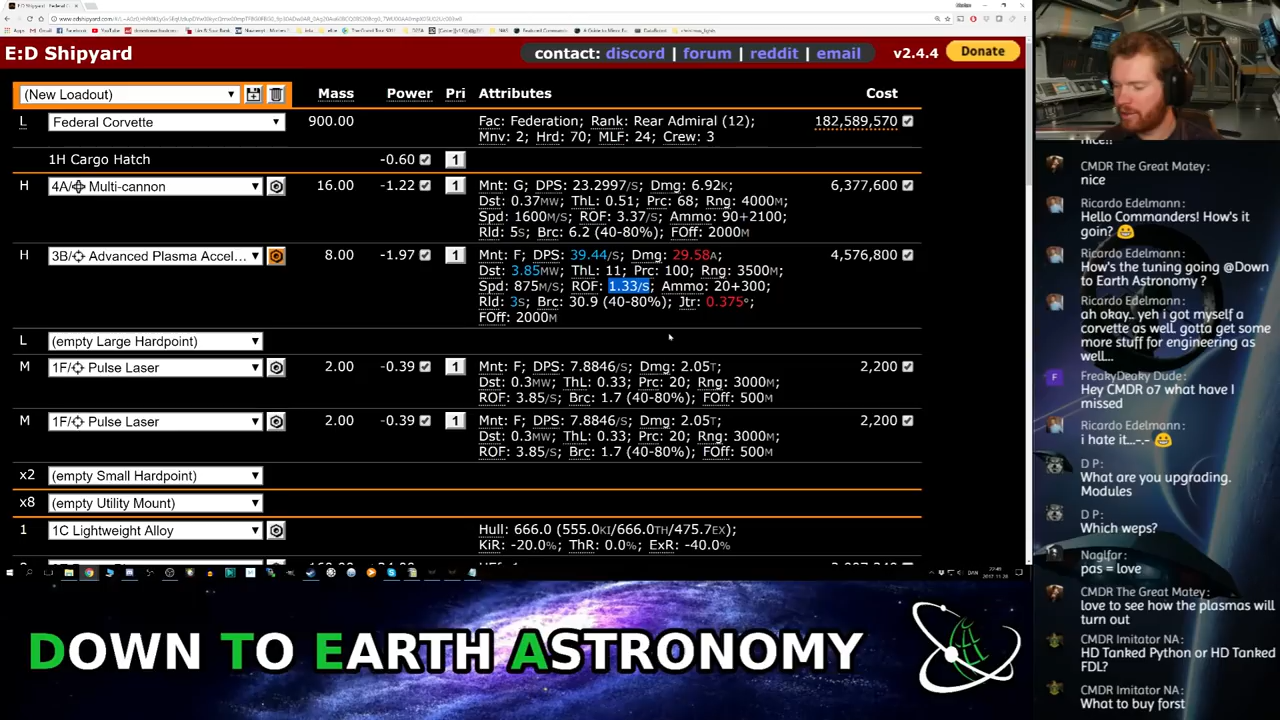 E:D Shipyard
contact: discord | forum | reddit | email
v2.4.4
Donate
(New Loadout)
Mass Power Pri Attributes Cost
L Federal Corvette 900.00 Fac: Federation; Rank: Rear Admiral (12); 182,589,570
Mnv: 2; Hrd: 70; MLF: 24; Crew: 3
1H Cargo Hatch -0.60 1
H 4A/ Multi-cannon 16.00 -1.22 1 Mnt: G; DPS: 23.2997/S; Dmg: 6.92K; 6,377,600
Dst: 0.37MW; ThL: 0.51; Prc: 68; Rng: 4000M;
Spd: 1600M/S; ROF: 3.37/S; Ammo: 90+2100;
Rld: 5S; Brc: 6.2 (40-80%); FOff: 2000M
H 3B/ Advanced Plasma Accel... 8.00 -1.97 1 Mnt: F; DPS: 39.44/S; Dmg: 29.58A; 4,576,800
Dst: 3.85MW; ThL: 11; Prc: 100; Rng: 3500M;
Spd: 875M/S; ROF: 1.33/S; Ammo: 20+300;
Rld: 3S; Brc: 30.9 (40-80%); Jtr: 0.375°;
FOff: 2000M
L (empty Large Hardpoint)
M 1F/ Pulse Laser 2.00 -0.39 1 Mnt: F; DPS: 7.8846/S; Dmg: 2.05T; 2,200
Dst: 0.3MW; ThL: 0.33; Prc: 20; Rng: 3000M;
ROF: 3.85/S; Brc: 1.7 (40-80%); FOff: 500M
M 1F/ Pulse Laser 2.00 -0.39 1 Mnt: F; DPS: 7.8846/S; Dmg: 2.05T; 2,200
Dst: 0.3MW; ThL: 0.33; Prc: 20; Rng: 3000M;
ROF: 3.85/S; Brc: 1.7 (40-80%); FOff: 500M
x2 (empty Small Hardpoint)
x8 (empty Utility Mount)
1 1C Lightweight Alloy Hull: 666.0 (555.0KI/666.0TH/475.7EX);
KiR: -20.0%; ThR: 0.0%; ExR: -40.0%
DOWN TO EARTH ASTRONOMY
nice!!
CMDR The Great Matey:
nice
Ricardo Edelmann:
Hello Commanders! How's it
goin?
Ricardo Edelmann:
How's the tuning going @Down
to Earth Astronomy ?
Ricardo Edelmann:
ah okay.. yeh i got myself a
corvette as well. gotta get some
more stuff for engineering as
well...
F FreakyDeaky Dude:
Hey CMDR o7 what have I
missed
Ricardo Edelmann:
i hate it...-.-
D P:
What are you upgrading.
Modules
D P:
Which weps?
Naglfar:
pas = love
CMDR The Great Matey:
love to see how the plasmas will
turn out
CMDR Imitator NA:
HD Tanked Python or HD Tanked
FDL?
CMDR Imitator NA:
What to buy forst